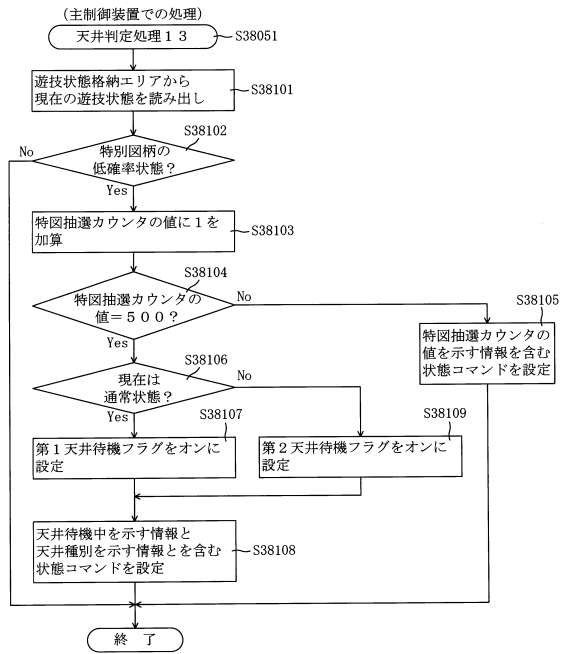 (主制御装置での処理)
天井判定処理13
S38051
遊技状態格納エリアから
現在の遊技状態を読み出し
S38101
S38102
No
特別図柄の
低確率状態?
Yes
特図抽選カウンタの値に1を
加算
S38103
S38104
No
特図抽選カウンタの
値=500?
Yes
S38105
特図抽選カウンタの
値を示す情報を含む
状態コマンドを設定
S38106
No
現在は
通常状態?
Yes
S38107
第1天井待機フラグをオンに
設定
S38109
第2天井待機フラグをオンに
設定
天井待機中を示す情報と
天井種別を示す情報とを含む
状態コマンドを設定
S38108
終 了